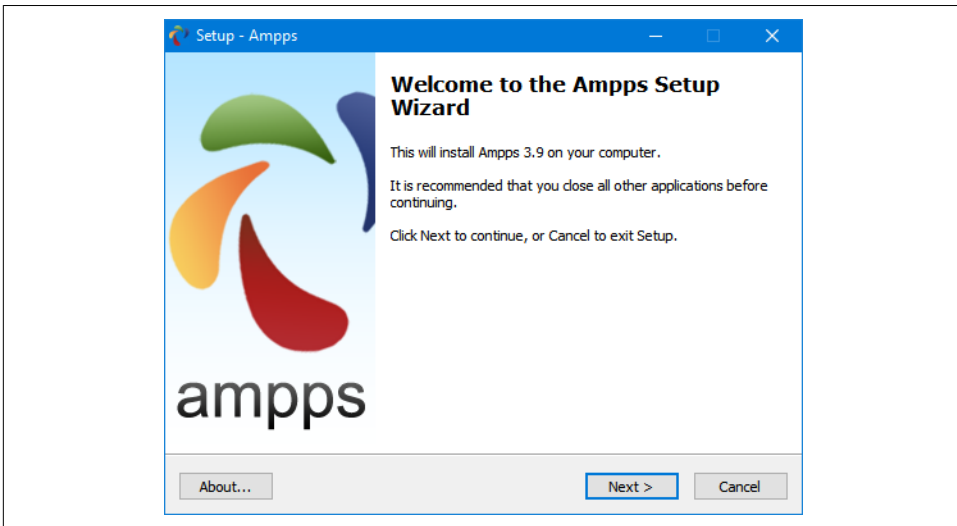 Setup - Ampps
Welcome to the Ampps Setup
Wizard
This will install Ampps 3.9 on your computer.
It is recommended that you close all other applications before
continuing.
Click Next to continue, or Cancel to exit Setup.
ampps
About...
Next >
Cancel